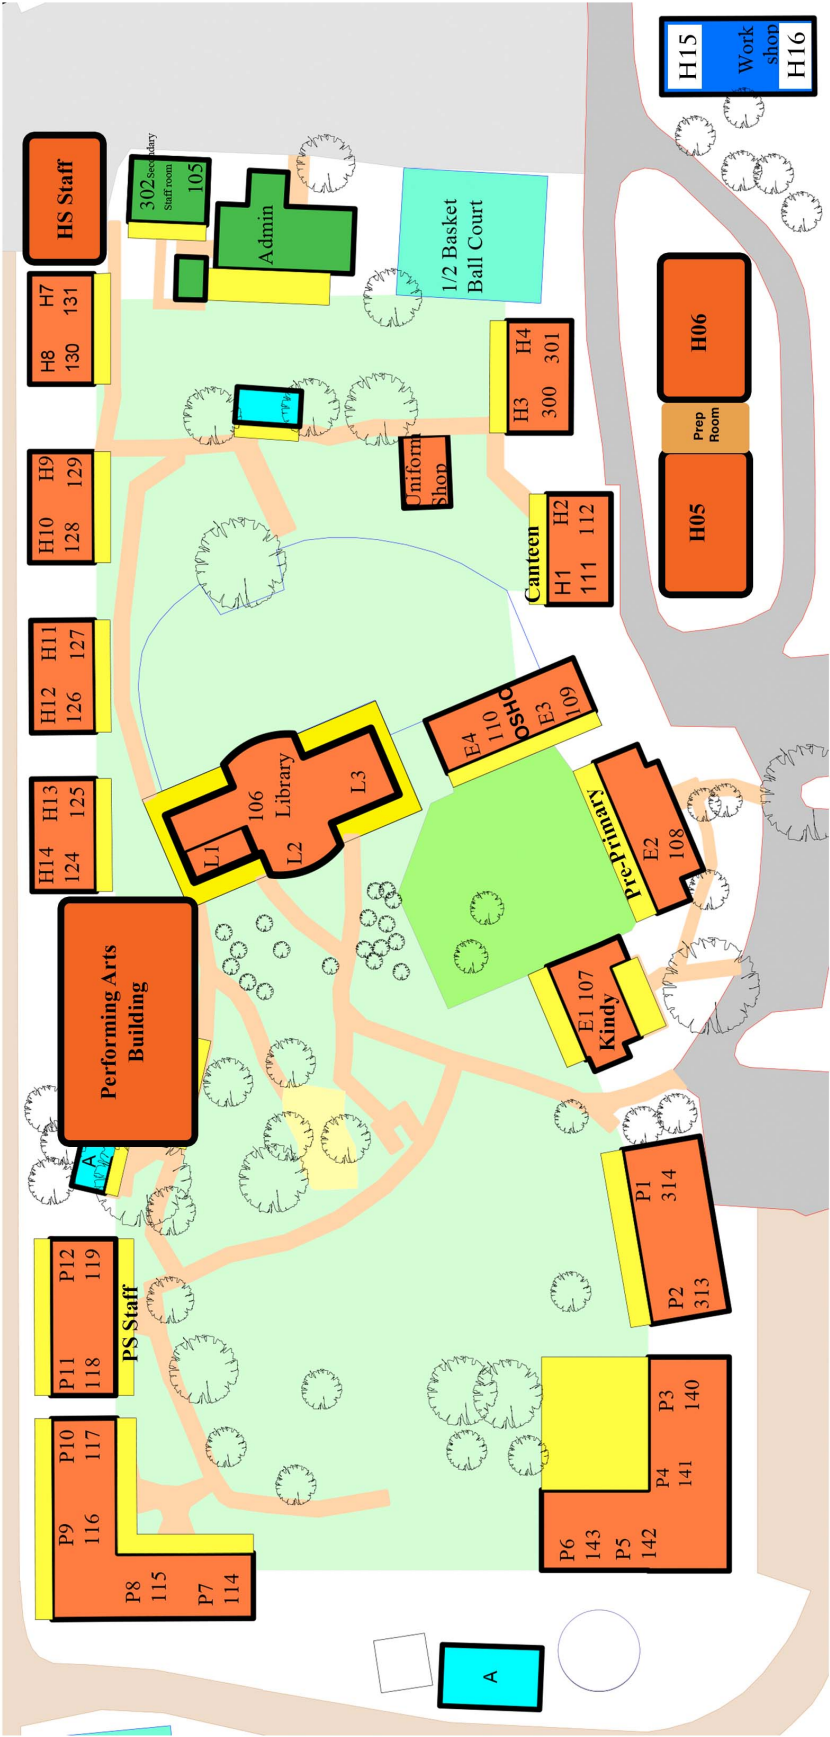 H15
Work
shop
H16
HS Staff
302 secondary
Staff room
105
Admin
1/2 Basket
Ball Court
H7
131
H8
130
H4
301
H3
300
H06
Prep
Room
H05
H9
129
H10
128
Uniform
Shop
Canteen
H2
112
H1
111
H11
127
H12
126
E4
110
OSHC
E3
109
106
Library
L3
L1
L2
H13
125
H14
124
Pre-Primary
E2
108
Performing Arts
Building
E1 107
Kindy
A
P1
314
P2
313
P12
119
P11
118
PS Staff
P10
117
P9
116
P8
115
P7
114
P3
140
P4
141
P6
143
P5
142
A